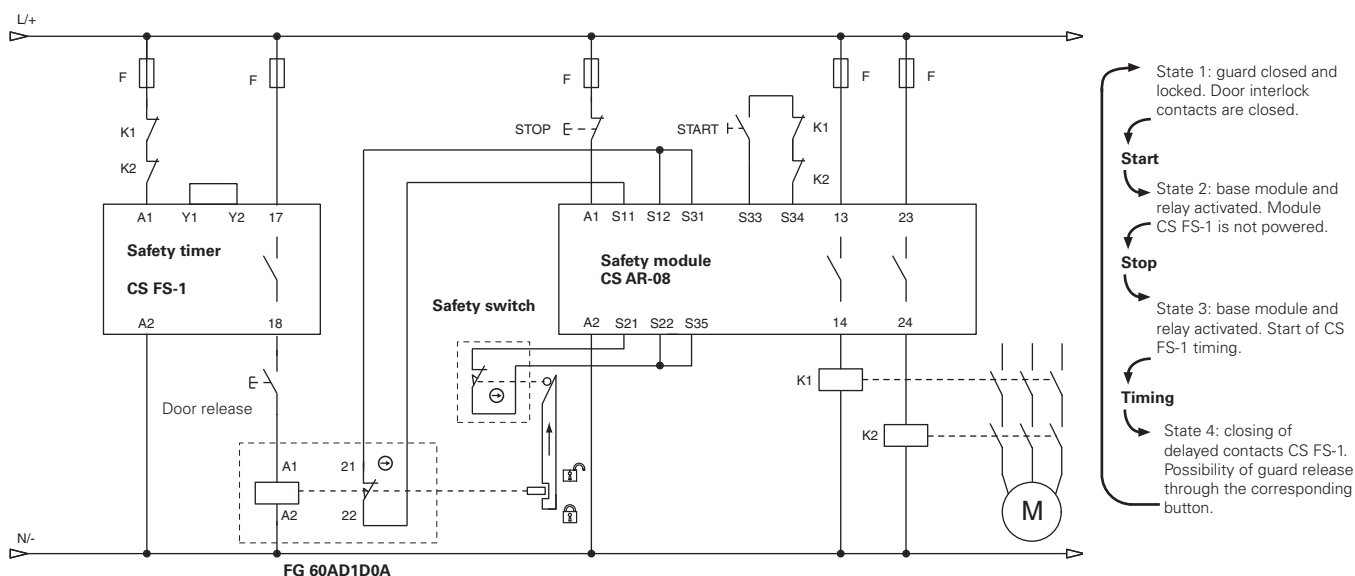 L/+
F
F
F
F
F
K1
K2
STOP
START
K1
K2
A1 Y1 Y2 17
Safety timer
CS FS-1
A2 18
A1 S11 S12 S31 S33 S34 13 23
Safety module
CS AR-08
A2 S21 S22 S35 14 24
Safety switch
Door release
A1 21
A2 22
K1
K2
M
N/-
FG 60AD1D0A
State 1: guard closed and
locked. Door interlock
contacts are closed.
Start
State 2: base module and
relay activated. Module
CS FS-1 is not powered.
Stop
State 3: base module and
relay activated. Start of CS
FS-1 timing.
Timing
State 4: closing of
delayed contacts CS FS-1.
Possibility of guard release
through the corresponding
button.